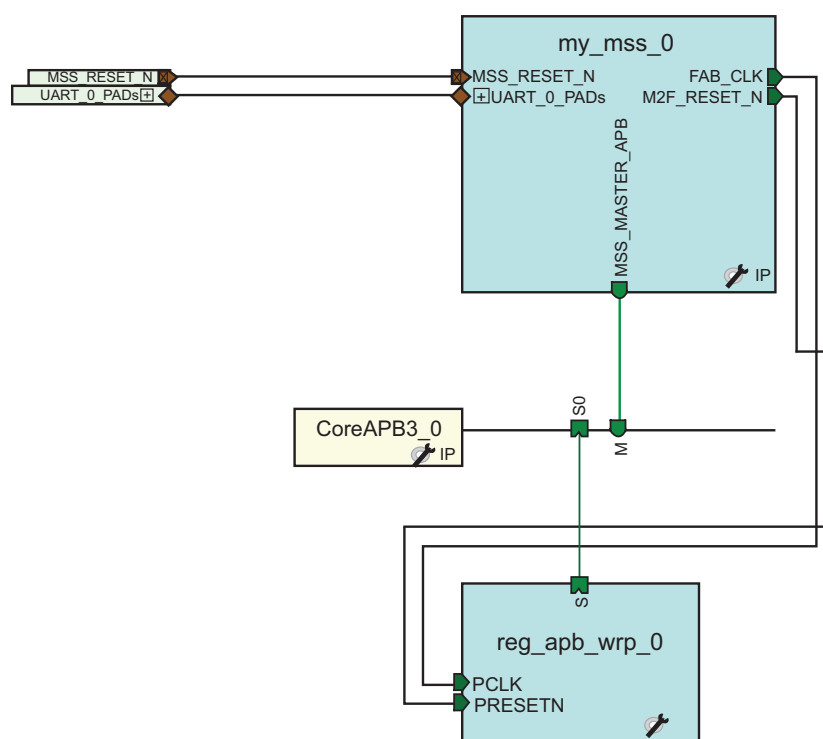 my_mss_0
MSS_RESET_N
MSS_RESET_N
FAB_CLK
UART_0_PADs
UART_0_PADs
M2F_RESET_N
MSS_MASTER_APB
IP
S0
CoreAPB3_0
IP
M
S
reg_apb_wrp_0
PCLK
PRESETN